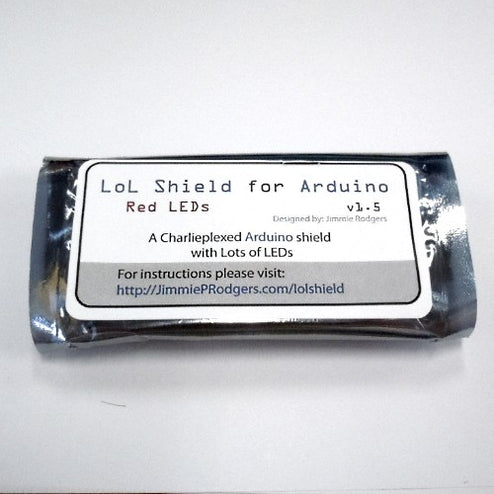 LoL Shield for Arduino
Red LEDs v1.5
Designed by: Jimmie Rodgers
A Charlieplexed Arduino shield
with Lots of LEDs
For instructions please visit:
http://JimmiePRodgers.com/lolshield